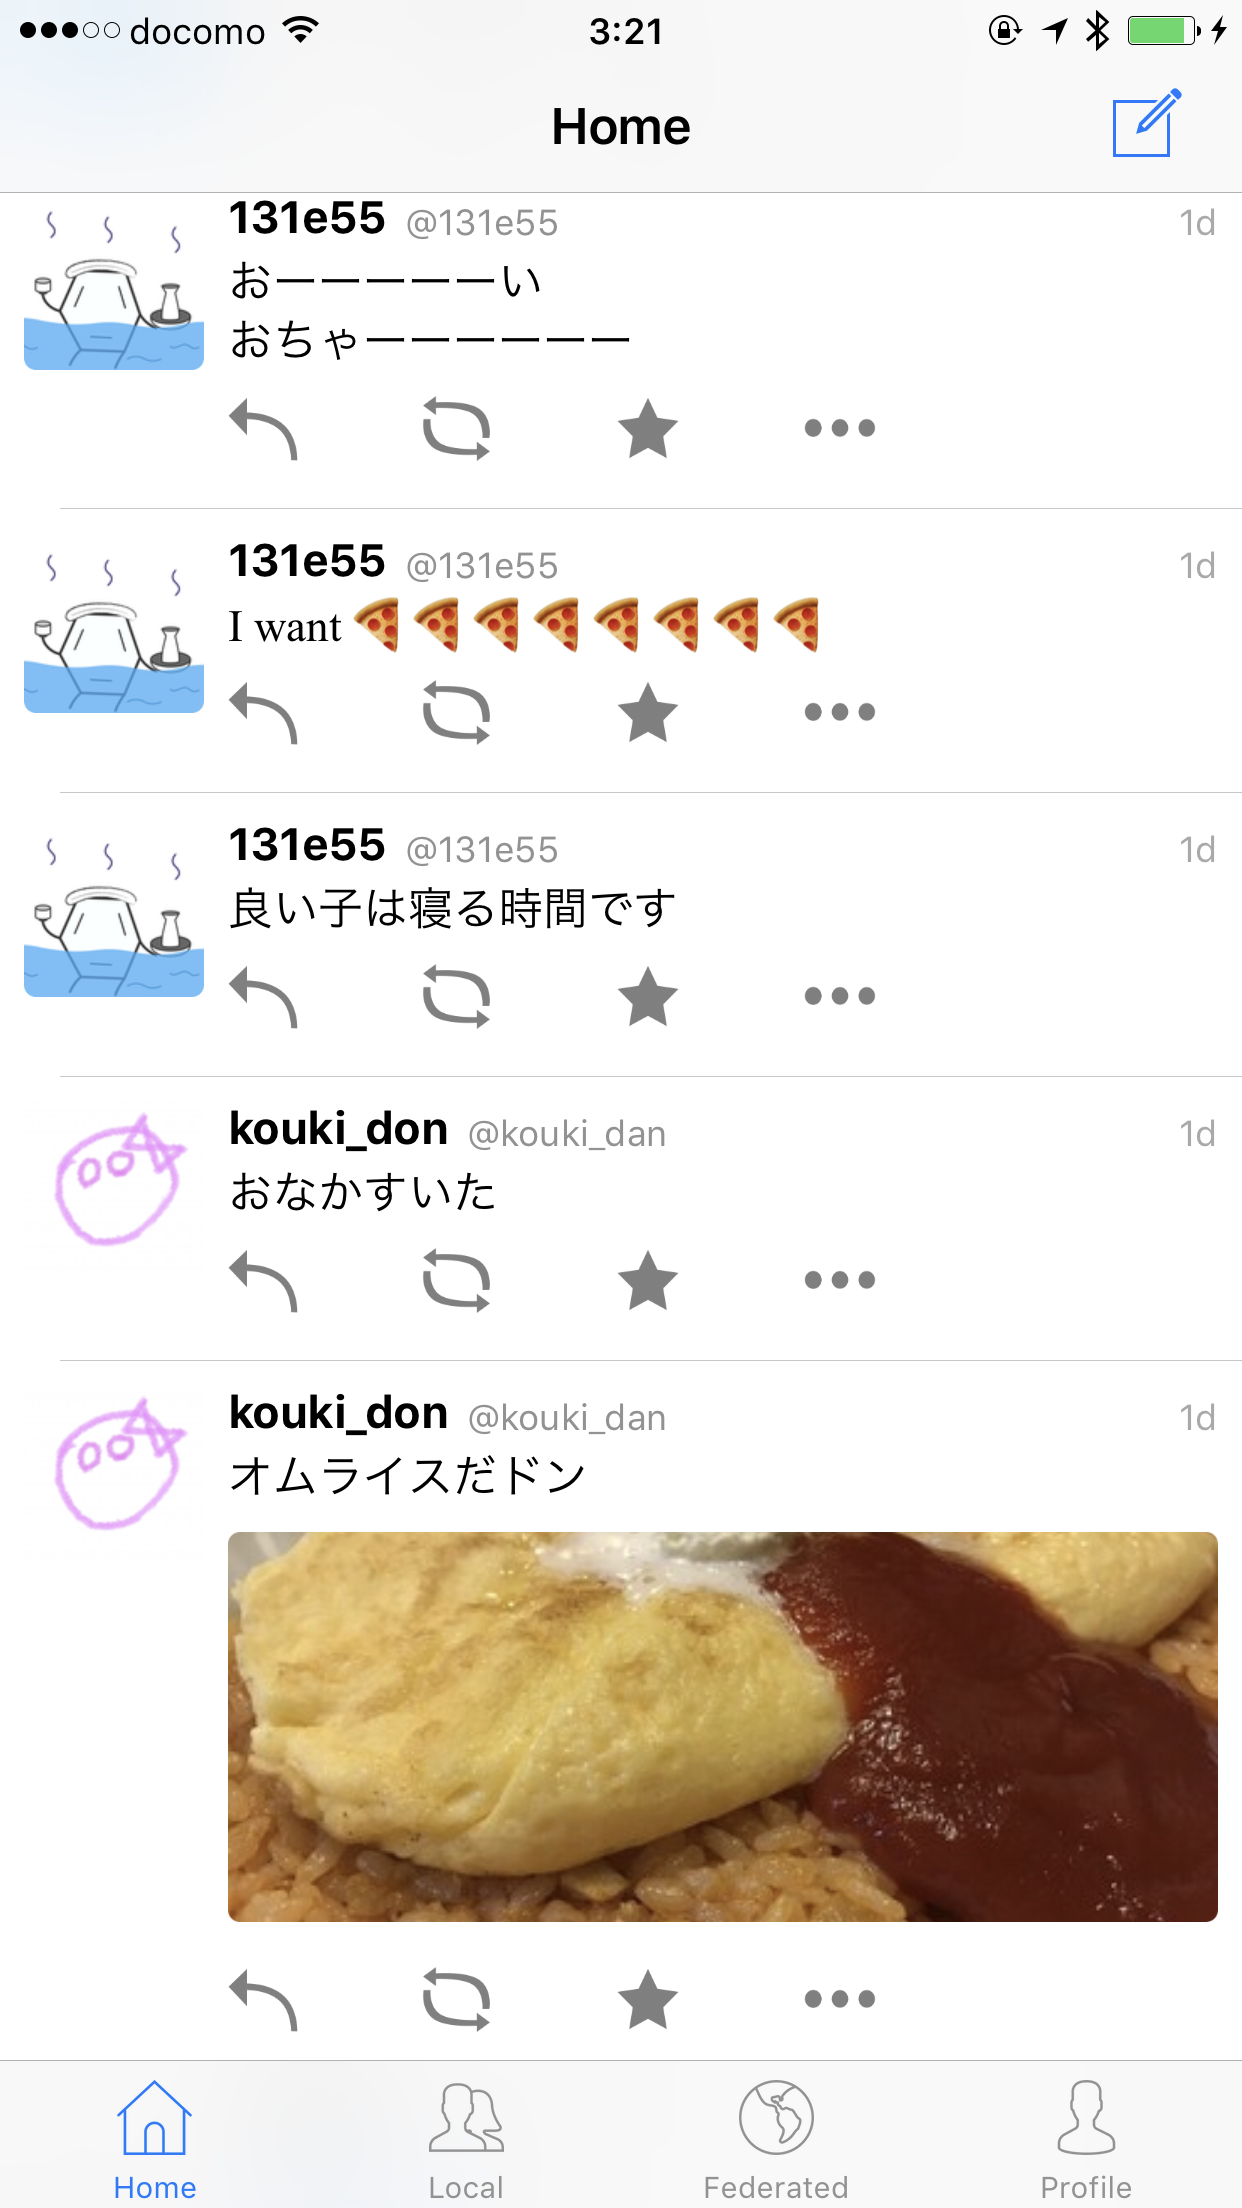 docomo 3:21
Home
131e55 @131e55 1d
おーーーーーい
おちゃーーーーーー
131e55 @131e55 1d
I want 🍕🍕🍕🍕🍕🍕🍕🍕
131e55 @131e55 1d
良い子は寝る時間です
kouki_don @kouki_dan 1d
おなかすいた
kouki_don @kouki_dan 1d
オムライスだドン
Home Local Federated Profile